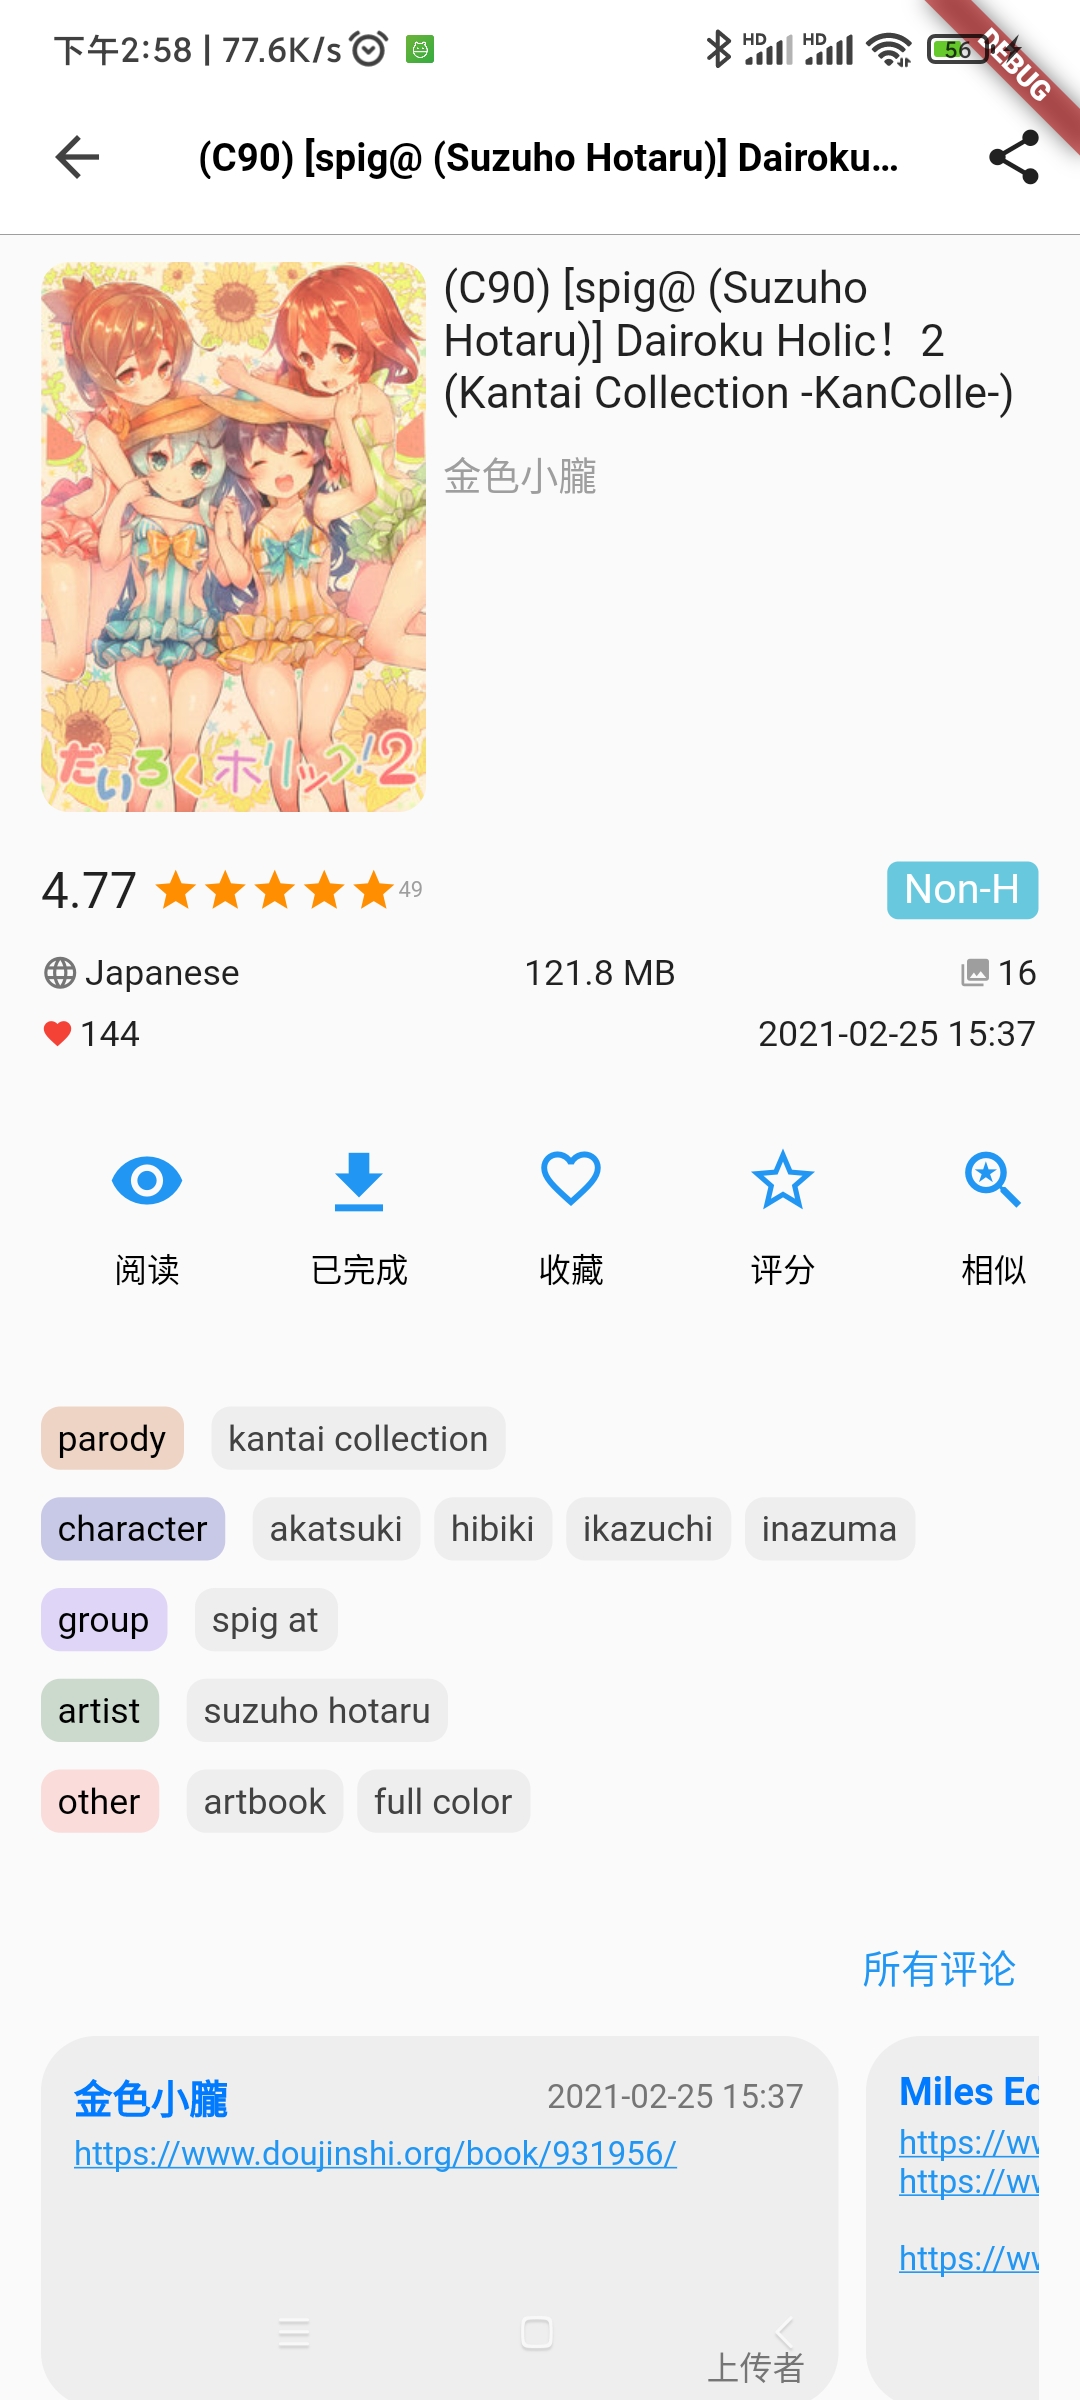 下午2:58 | 77.6K/s
HD HD 56
DEBUG
(C90) [spig@ (Suzuho Hotaru)] Dairoku...
(C90) [spig@ (Suzuho
Hotaru)] Dairoku Holic！2
(Kantai Collection -KanColle-)
金色小朧
だいろくホリック!2
4.77 49 Non-H
Japanese 121.8 MB 16
144 2021-02-25 15:37
阅读 已完成 收藏 评分 相似
parody kantai collection
character akatsuki hibiki ikazuchi inazuma
group spig at
artist suzuho hotaru
other artbook full color
所有评论
金色小朧 2021-02-25 15:37
https://www.doujinshi.org/book/931956/
上传者
Miles Ed
https://ww
https://ww
https://ww